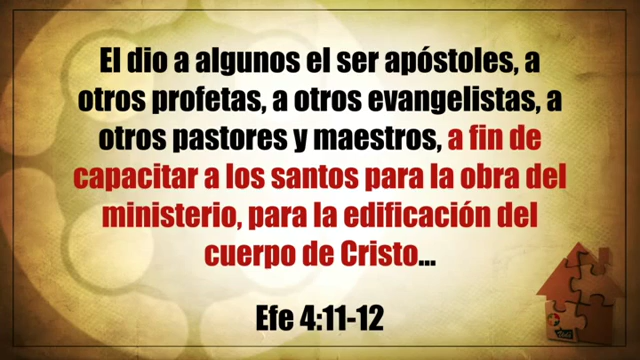 El dio a algunos el ser apóstoles, a
otros profetas, a otros evangelistas, a
otros pastores y maestros, a fin de
capacitar a los santos para la obra del
ministerio, para la edificación del
cuerpo de Cristo...
Efe 4:11-12